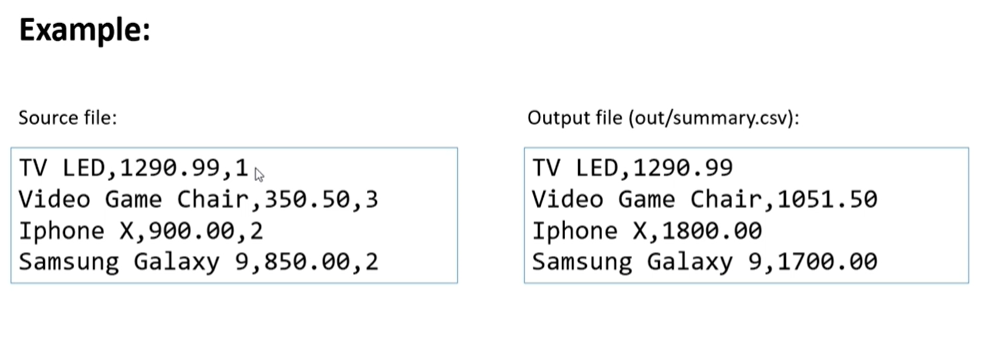 Example:
Source file:
TV LED,1290.99,1
Video Game Chair,350.50,3
Iphone X,900.00,2
Samsung Galaxy 9,850.00,2
Output file (out/summary.csv):
TV LED,1290.99
Video Game Chair,1051.50
Iphone X,1800.00
Samsung Galaxy 9,1700.00